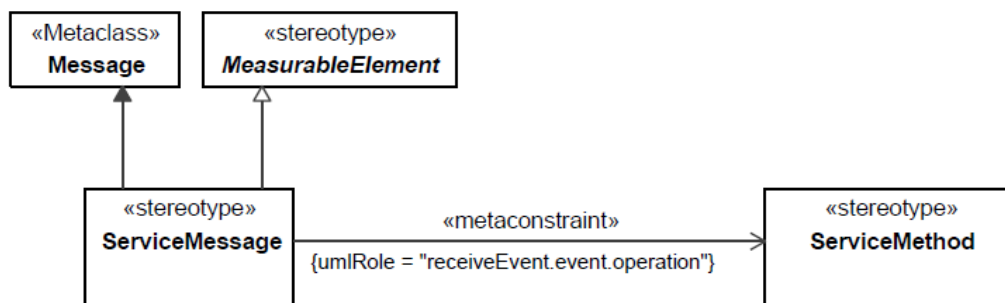 «Metaclass»
Message
«stereotype»
MeasurableElement
«stereotype»
ServiceMessage
«metaconstraint»
{umlRole = "receiveEvent.event.operation"}
«stereotype»
ServiceMethod